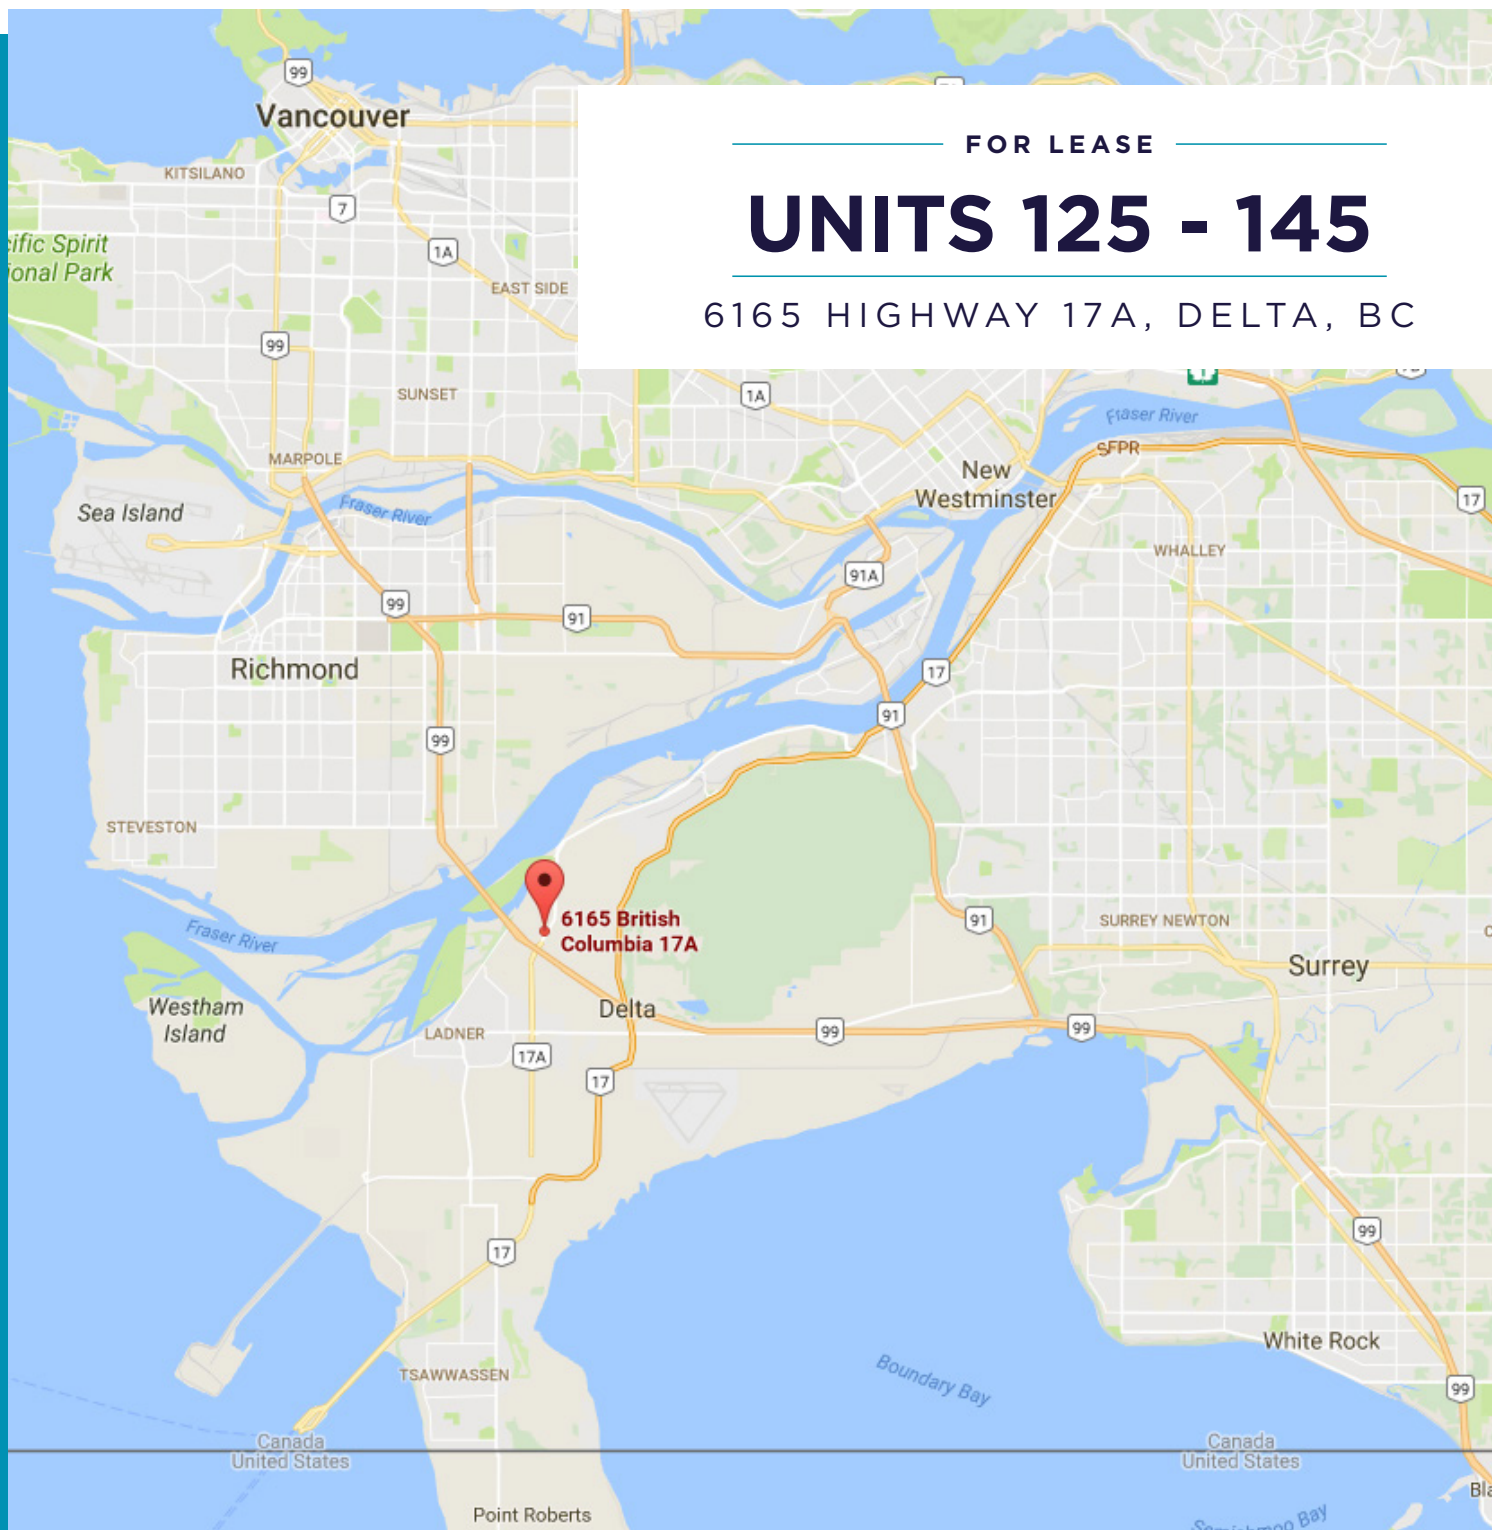 99
Vancouver
FOR LEASE
UNITS 125 - 145
6165 HIGHWAY 17A, DELTA, BC
KITSILANO
7
cific Spirit
ional Park
1A
EAST SIDE
99
SUNSET
1A
Fraser River
SFPR
MARPOLE
New
Westminster
17
Sea Island
Fraser River
WHALLEY
91A
99
91
Richmond
17
91
99
STEVESTON
6165 British
Columbia 17A
Fraser River
91
SURREY NEWTON
Surrey
Westham
Island
Delta
LADNER
99
99
17A
17
99
17
White Rock
TSAWWASSEN
Boundary Bay
99
Canada
United States
Canada
United States
Point Roberts
Bla